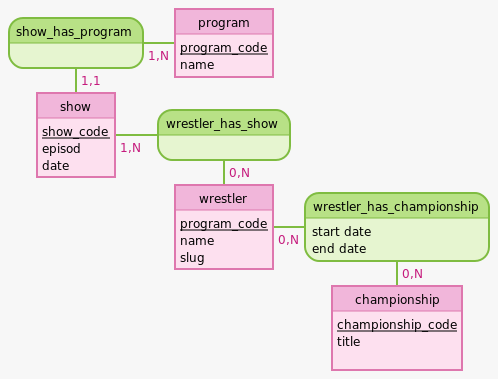 show_has_program
program
program_code
name
1,N
1,1
show
show_code
episod
date
1,N
wrestler_has_show
0,N
wrestler
program_code
name
slug
0,N
wrestler_has_championship
start date
end date
0,N
championship
championship_code
title